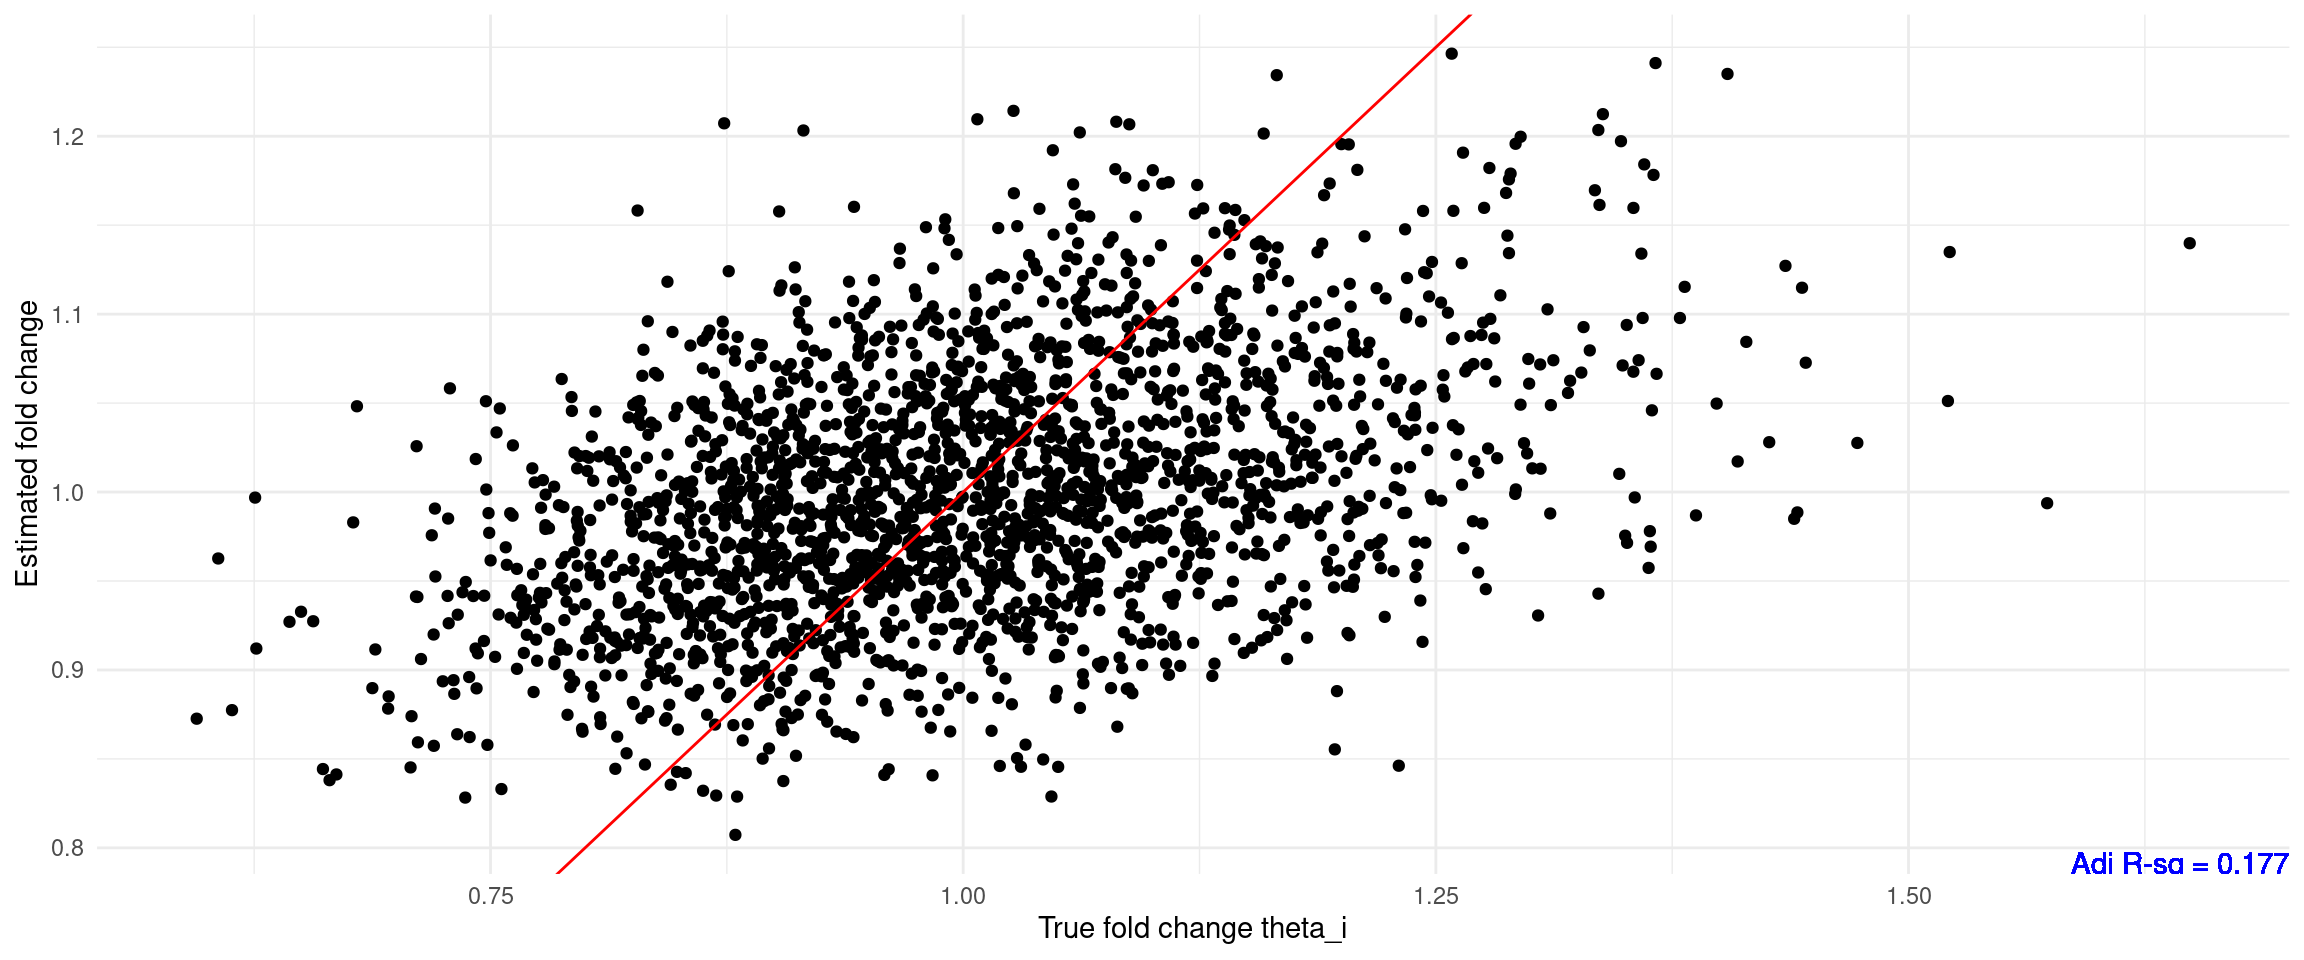 Estimated fold change
1.2
1.1
1.0
0.9
0.8
Adj R-sq = 0.177
0.75 1.00 1.25 1.50
True fold change theta_i